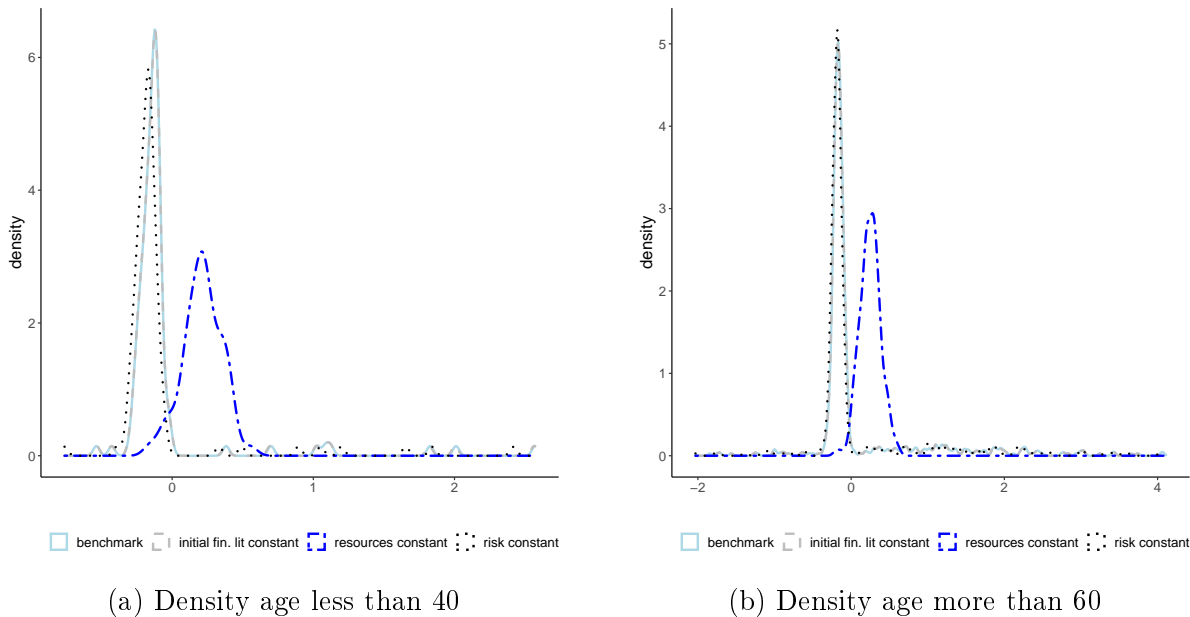 density
6
4
2
0
0
1
2
benchmark initial fin. lit constant resources constant risk constant
(a) Density age less than 40
density
5
4
3
2
1
0
−2
0
2
4
benchmark initial fin. lit constant resources constant risk constant
(b) Density age more than 60